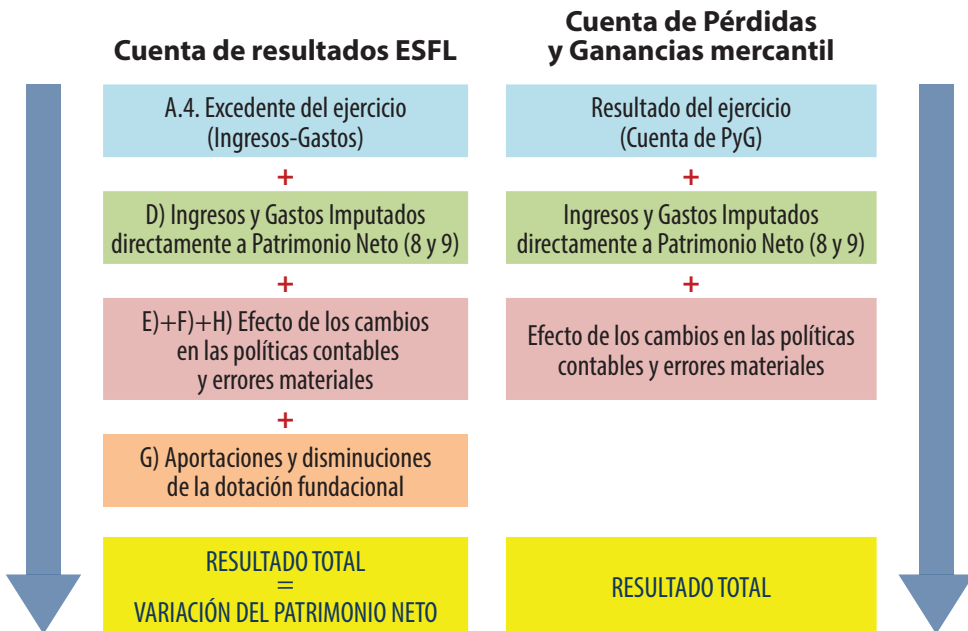 Cuenta de resultados ESFL
A.4. Excedente del ejercicio
(Ingresos-Gastos)
+
D) Ingresos y Gastos Imputados
directamente a Patrimonio Neto (8 y 9)
+
E)+F)+H) Efecto de los cambios
en las políticas contables
y errores materiales
+
G) Aportaciones y disminuciones
de la dotación fundacional
RESULTADO TOTAL
=
VARIACIÓN DEL PATRIMONIO NETO
Cuenta de Pérdidas
y Ganancias mercantil
Resultado del ejercicio
(Cuenta de PyG)
+
Ingresos y Gastos Imputados
directamente a Patrimonio Neto (8 y 9)
+
Efecto de los cambios en las políticas
contables y errores materiales
RESULTADO TOTAL